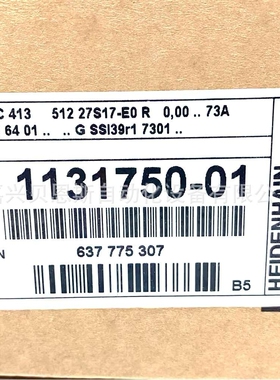 C 413 512 27S17-E0 R 0,00 .. 73A
64 01 .. .. G SSI39r1 7301 ..
1131750-01
N
637 775 307
B5
HEIDENHAIN